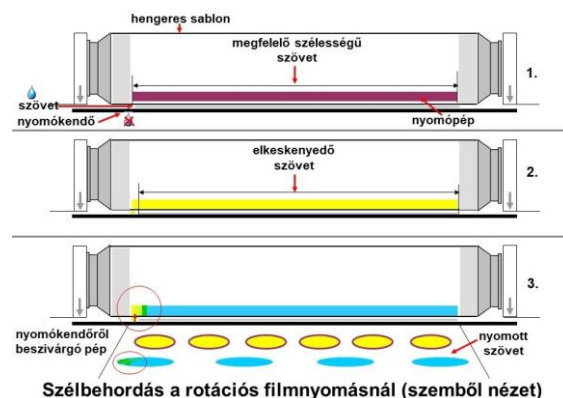 hengeres sablon
megfelelő szélességű
szövet
1.
szövet
nyomókendő
nyomópép
elkeskenyedő
szövet
2.
3.
nyomókendőről
beszivárgó pép
nyomott
szövet
Szélbehordás a rotációs filmnyomásnál (szemből nézet)